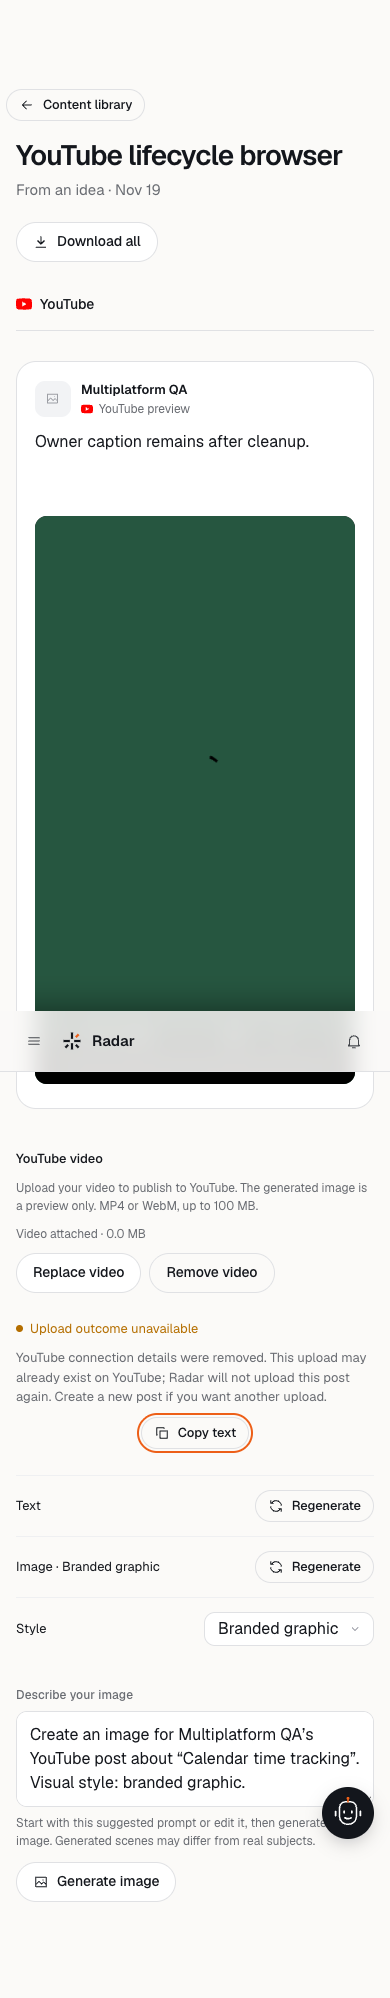 Content library
YouTube lifecycle browser
From an idea · Nov 19
Download all
YouTube
Multiplatform QA
YouTube preview
Owner caption remains after cleanup.
Radar
YouTube video
Upload your video to publish to YouTube. The generated image is
a preview only. MP4 or WebM, up to 100 MB.
Video attached · 0.0 MB
Replace video
Remove video
Upload outcome unavailable
YouTube connection details were removed. This upload may
already exist on YouTube; Radar will not upload this post
again. Create a new post if you want another upload.
Copy text
Text
Regenerate
Image · Branded graphic
Regenerate
Style
Branded graphic
Describe your image
Create an image for Multiplatform QA’s
YouTube post about “Calendar time tracking”.
Visual style: branded graphic.
Start with this suggested prompt or edit it, then generate
image. Generated scenes may differ from real subjects.
Generate image